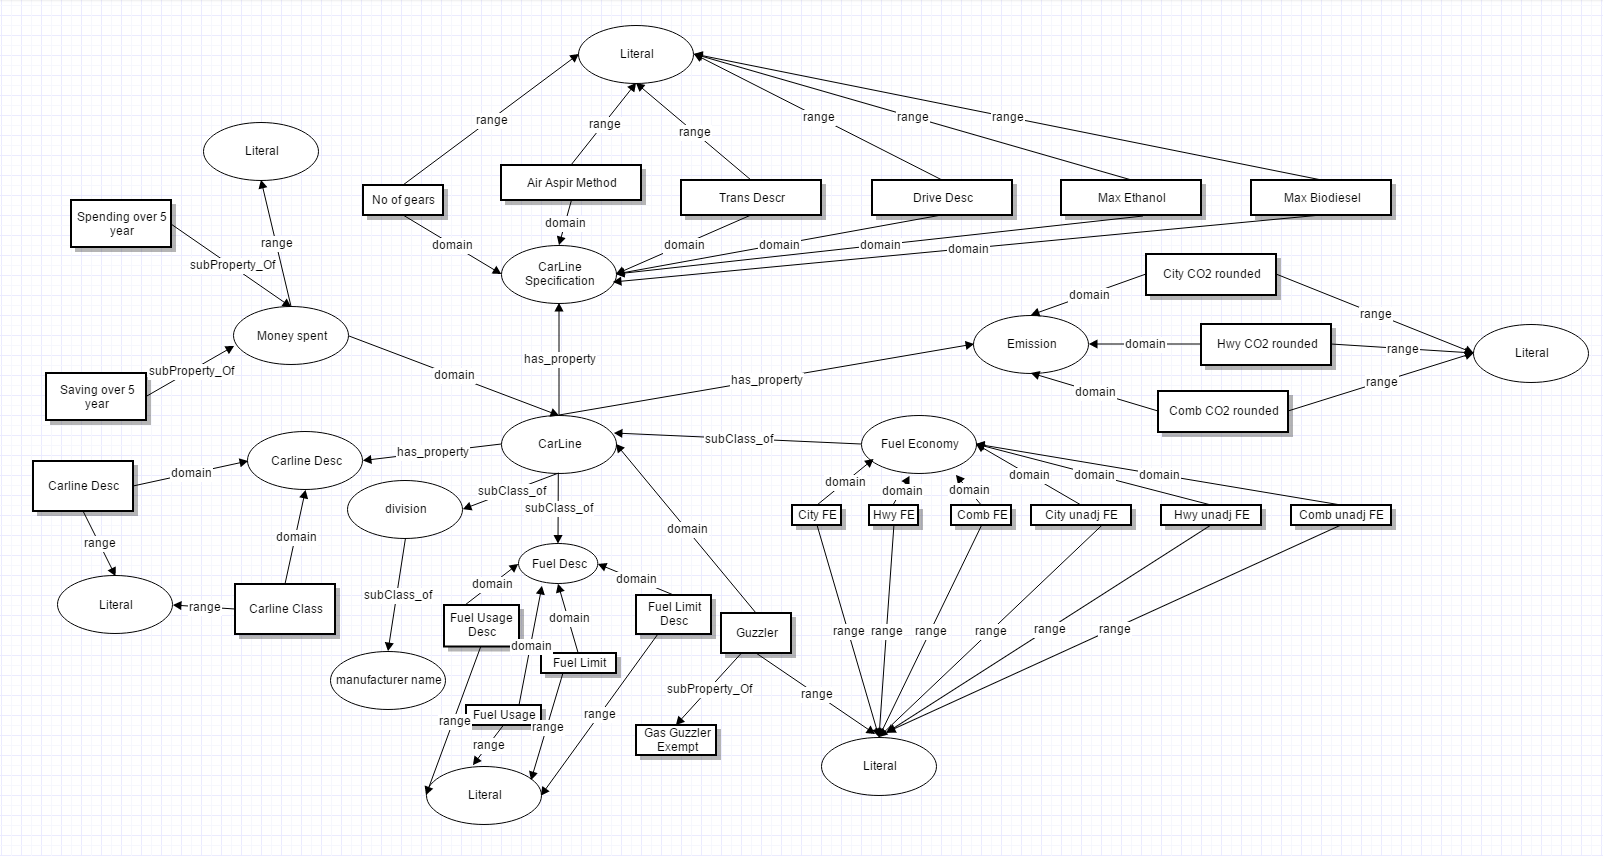 Literal
range
range
range
range
range
range
Literal
Air Aspir Method
No of gears
Trans Descr
Drive Desc
Max Ethanol
Max Biodiesel
Spending over 5
year
range
subProperty_Of
domain
domain
domain
domain
domain
domain
CarLine
Specification
City CO2 rounded
domain
range
Money spent
Emission
domain
Hwy CO2 rounded
range
Literal
has_property
subProperty_Of
domain
has_property
range
Saving over 5
year
domain
Comb CO2 rounded
CarLine
subClass_of
Fuel Economy
Carline Desc
has_property
domain
Carline Desc
subClass_of
domain
domain
domain
domain
domain
domain
division
subClass_of
City FE
Hwy FE
Comb FE
City unadj FE
Hwy unadj FE
Comb unadj FE
range
domain
domain
Fuel Desc
domain
domain
Literal
range
Carline Class
subClass_of
Fuel Usage
Desc
domain
Fuel Limit
Desc
Guzzler
range
range
range
range
range
range
domain
Fuel Limit
manufacturer name
subProperty_Of
range
range
Fuel Usage
range
range
range
Gas Guzzler
Exempt
Literal
Literal